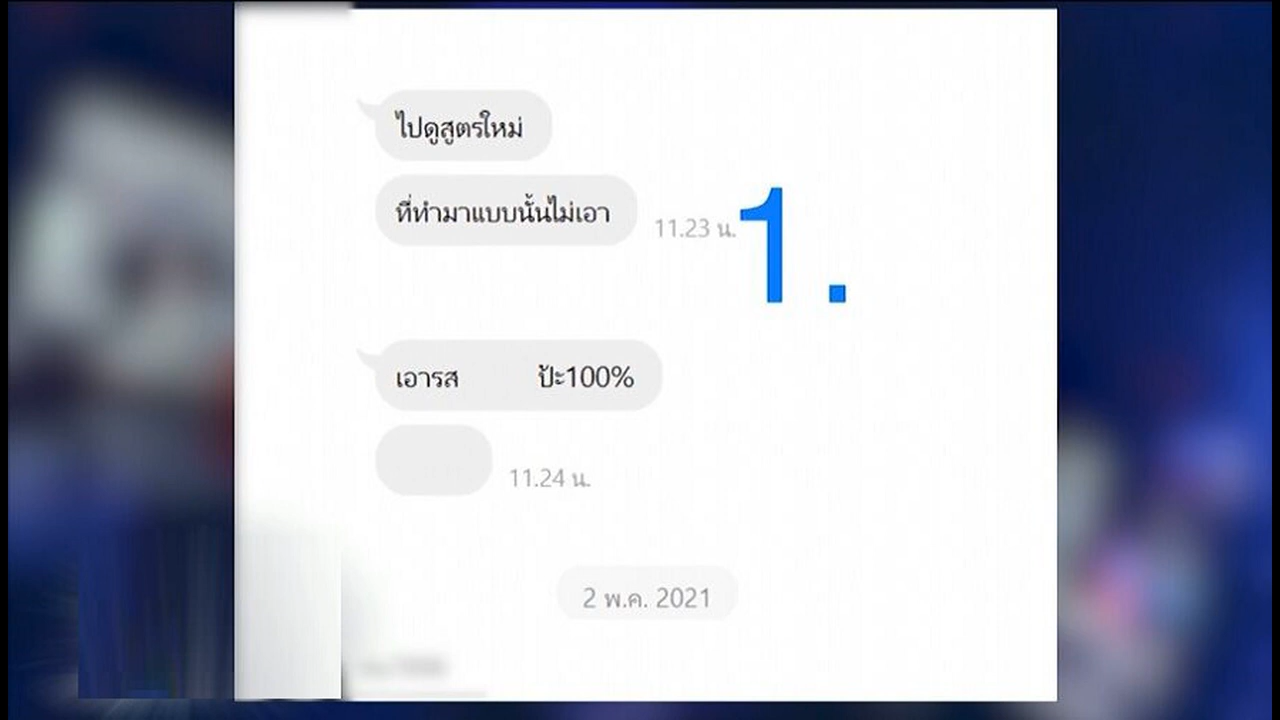 ไปดูสูตรใหม่
ที่ทำมาแบบนั้นไม่เอา
11.23 น.
1.
เอารส ป้ะ100%
11.24 น.
2 พ.ค. 2021